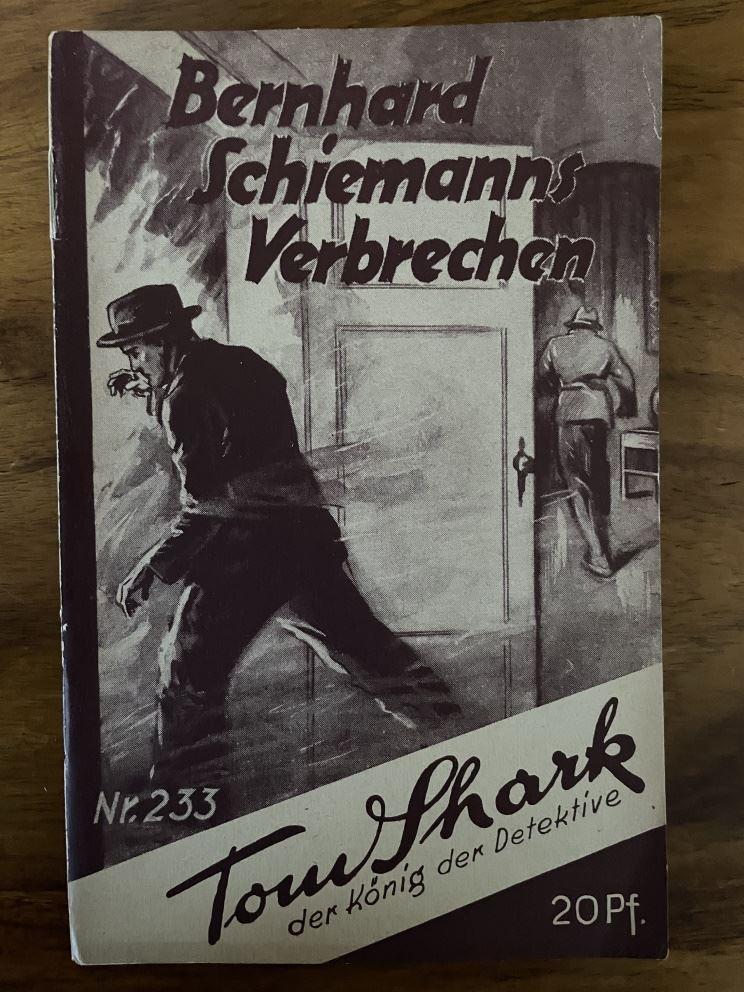 Bernhard
Schiemanns
Verbrechen
Nr. 233
Tom Shark
der König der Detektive
20 Pf.